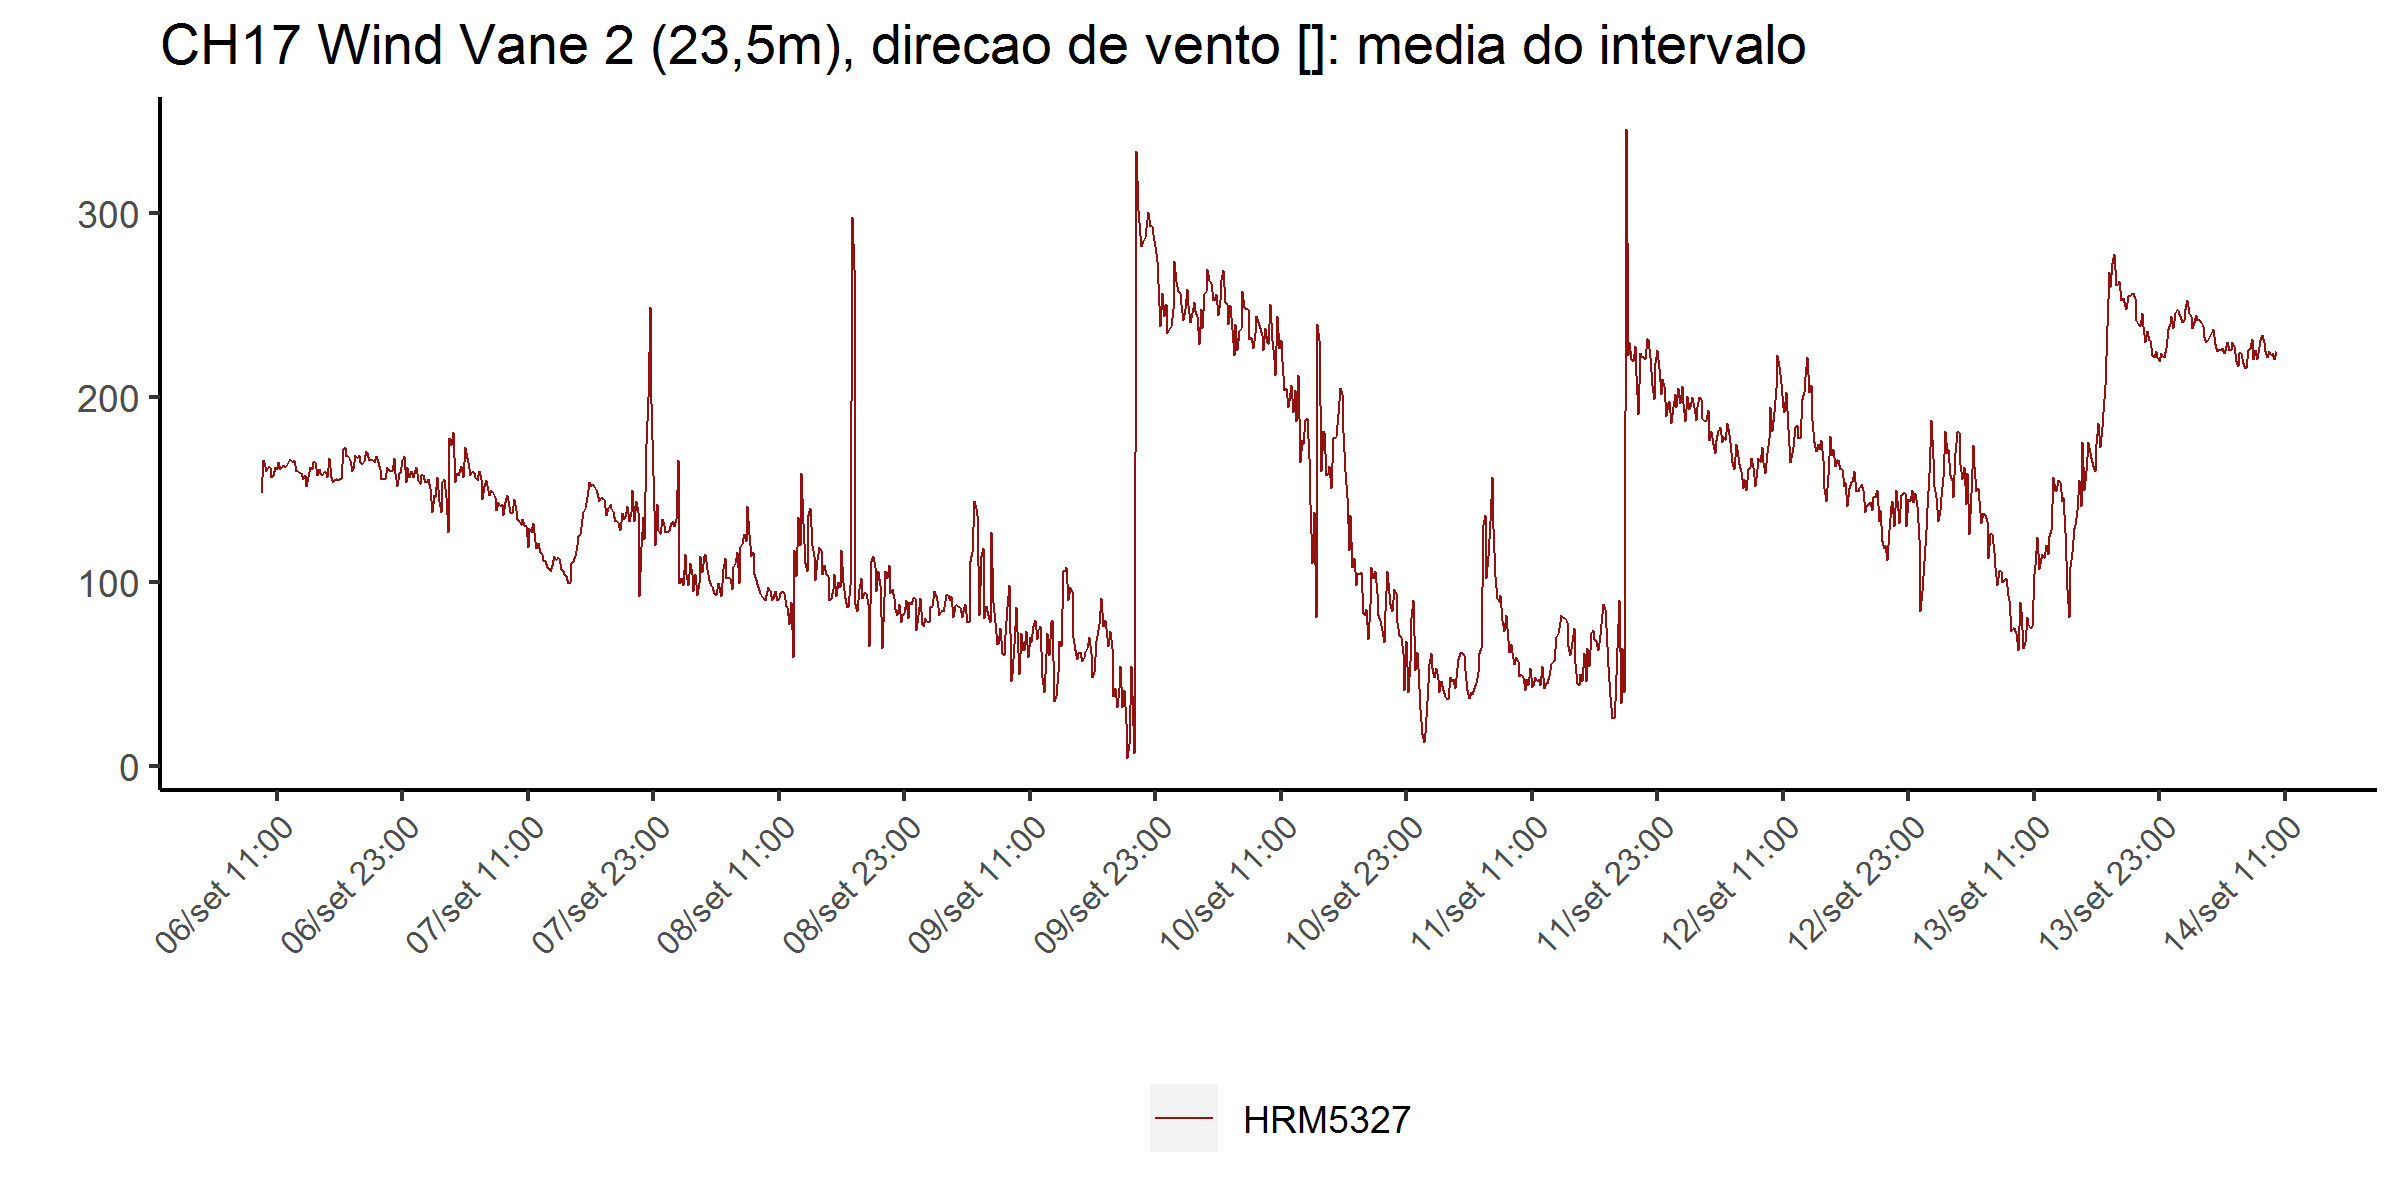 CH17 Wind Vane 2 (23,5m), direcao de vento []: media do intervalo
300
200
100
0
06/set 11:00
06/set 23:00
07/set 11:00
07/set 23:00
08/set 11:00
08/set 23:00
09/set 11:00
09/set 23:00
10/set 11:00
10/set 23:00
11/set 11:00
11/set 23:00
12/set 11:00
12/set 23:00
13/set 11:00
13/set 23:00
14/set 11:00
HRM5327